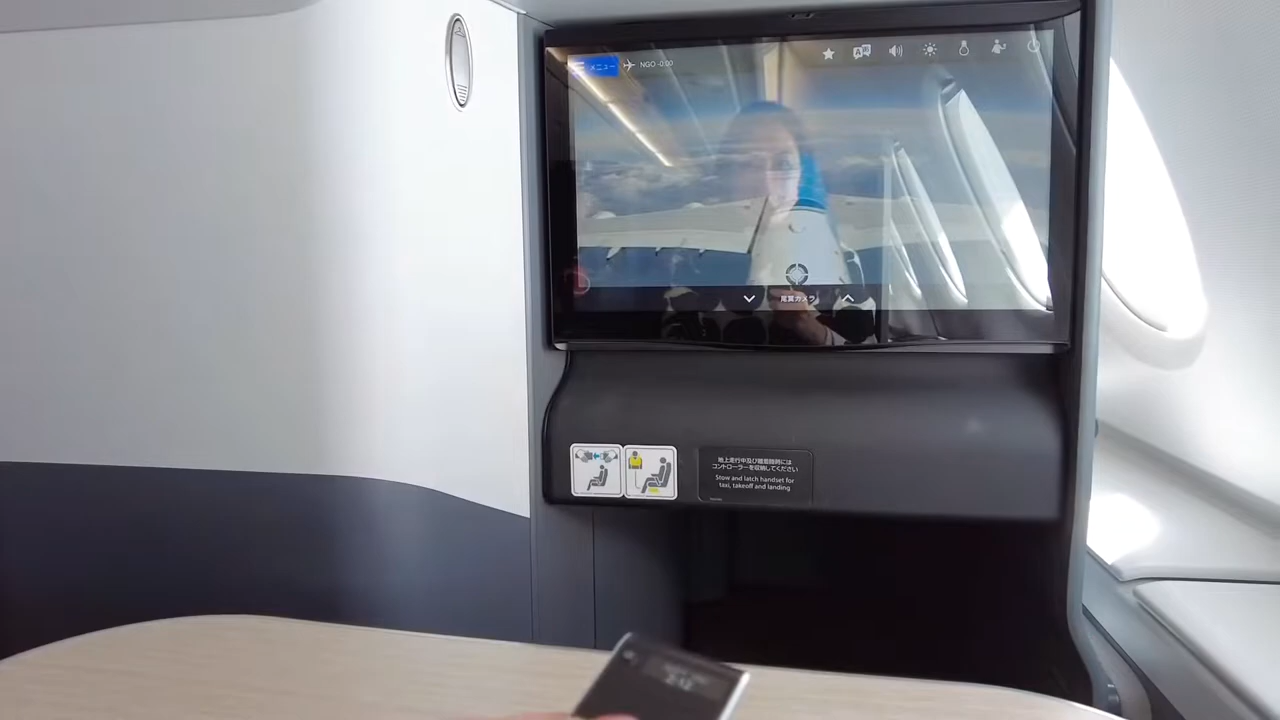 メニュー NGO -0:00
尾翼カメラ
地上走行中及び離着陸時には
コントローラーを収納してください
Stow and latch handset for
taxi, takeoff and landing